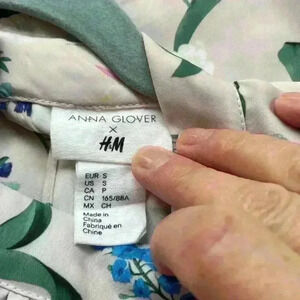 ANNA GLOVER
X
H&M
EUR S
US S
CA P
CN 165/88A
MX CH
Made in
China
Fabriqué en
Chine